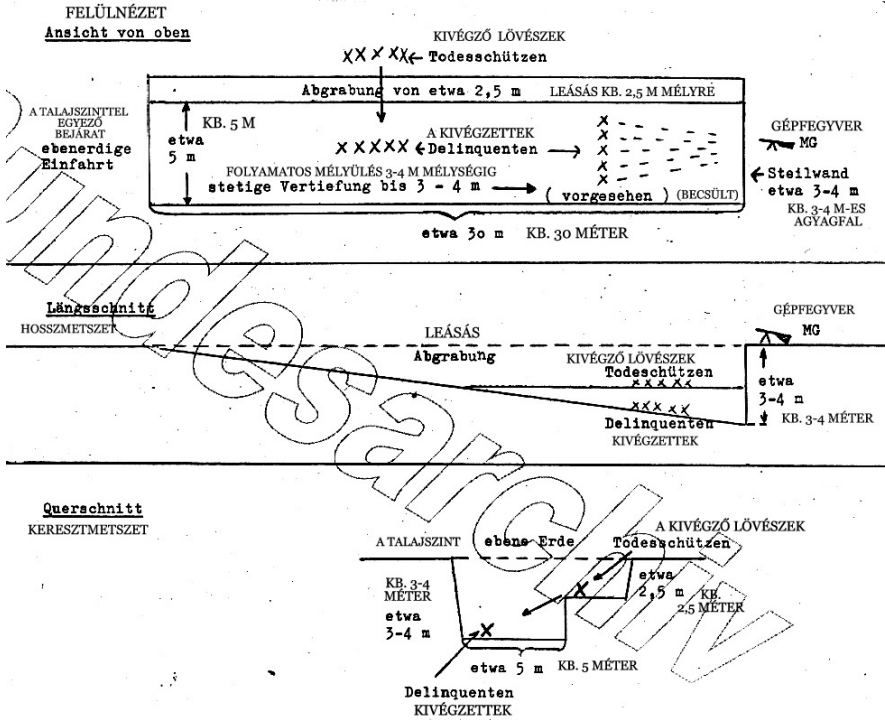 FELÜLNÉZET
Ansicht von oben
KIVÉGZŐ LÖVÉSZEK
Todesschützen
Abgrabung von etwa 2,5 m LEÁSÁS KB. 2,5 M MÉLYRE
A TALAJSZINTTEL
EGYEZŐ
BEJÁRAT
ebenerdige
Einfahrt
etwa
5 m
KB. 5 M
A KIVÉGZETTEK
Delinquenten
FOLYAMATOS MÉLYÜLÉS 3-4 M MÉLYSÉGIG
stetige Vertiefung bis 3 - 4 m
( vorgesehen ) (BECSÜLT)
GÉPFEGYVER
MG
Steilwand
etwa 3-4 m
KB. 3-4 M-ES
AGYAGFAL
etwa 3o m KB. 30 MÉTER
Längsschnitt
HOSSZMETSZET
LEÁSÁS
Abgrabung
KIVÉGZŐ LÖVÉSZEK
Todeschützen
Delinquenten
KIVÉGZETTEK
GÉPFEGYVER
MG
etwa
3-4 m
KB. 3-4 MÉTER
Querschnitt
KERESZTMETSZET
A TALAJSZINT ebene Erde
A KIVÉGZŐ LÖVÉSZEK
Todesschützen
KB. 3-4
MÉTER
etwa
3-4 m
etwa
2,5 m KB.
2,5 MÉTER
etwa 5 m KB. 5 MÉTER
Delinquenten
KIVÉGZETTEK
Bundesarchiv